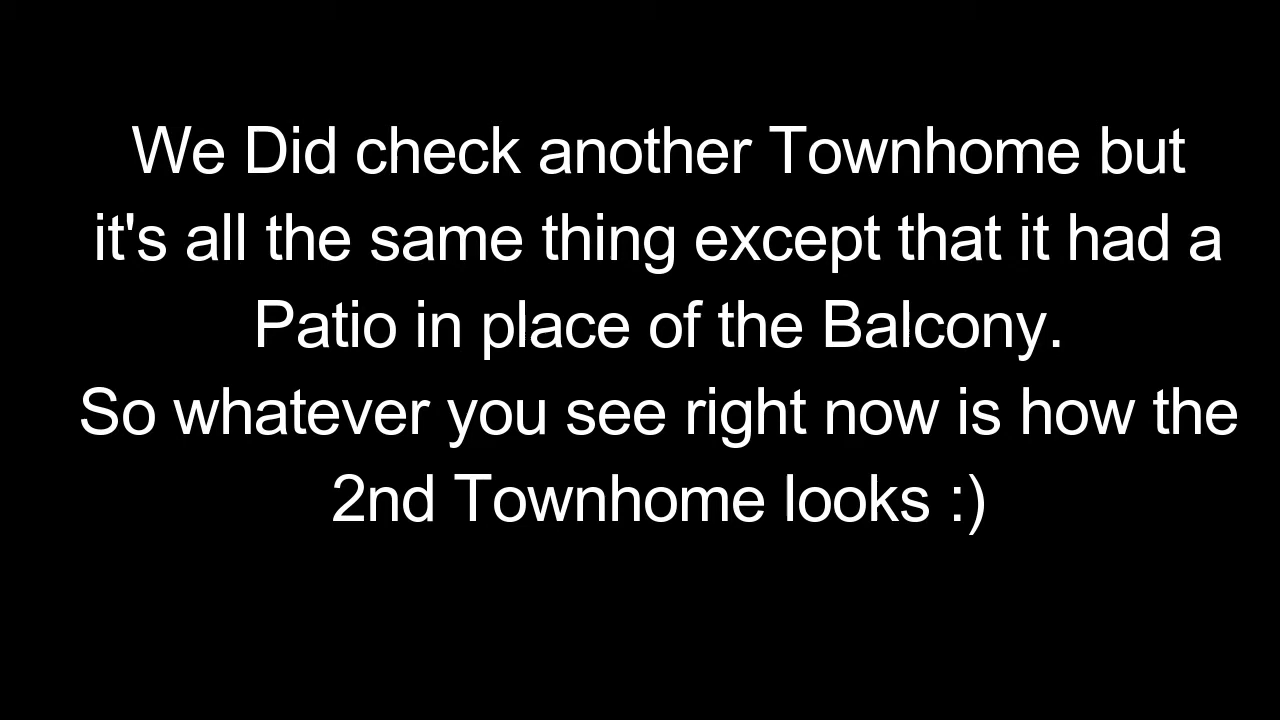 We Did check another Townhome but
it's all the same thing except that it had a
Patio in place of the Balcony.
So whatever you see right now is how the
2nd Townhome looks :)